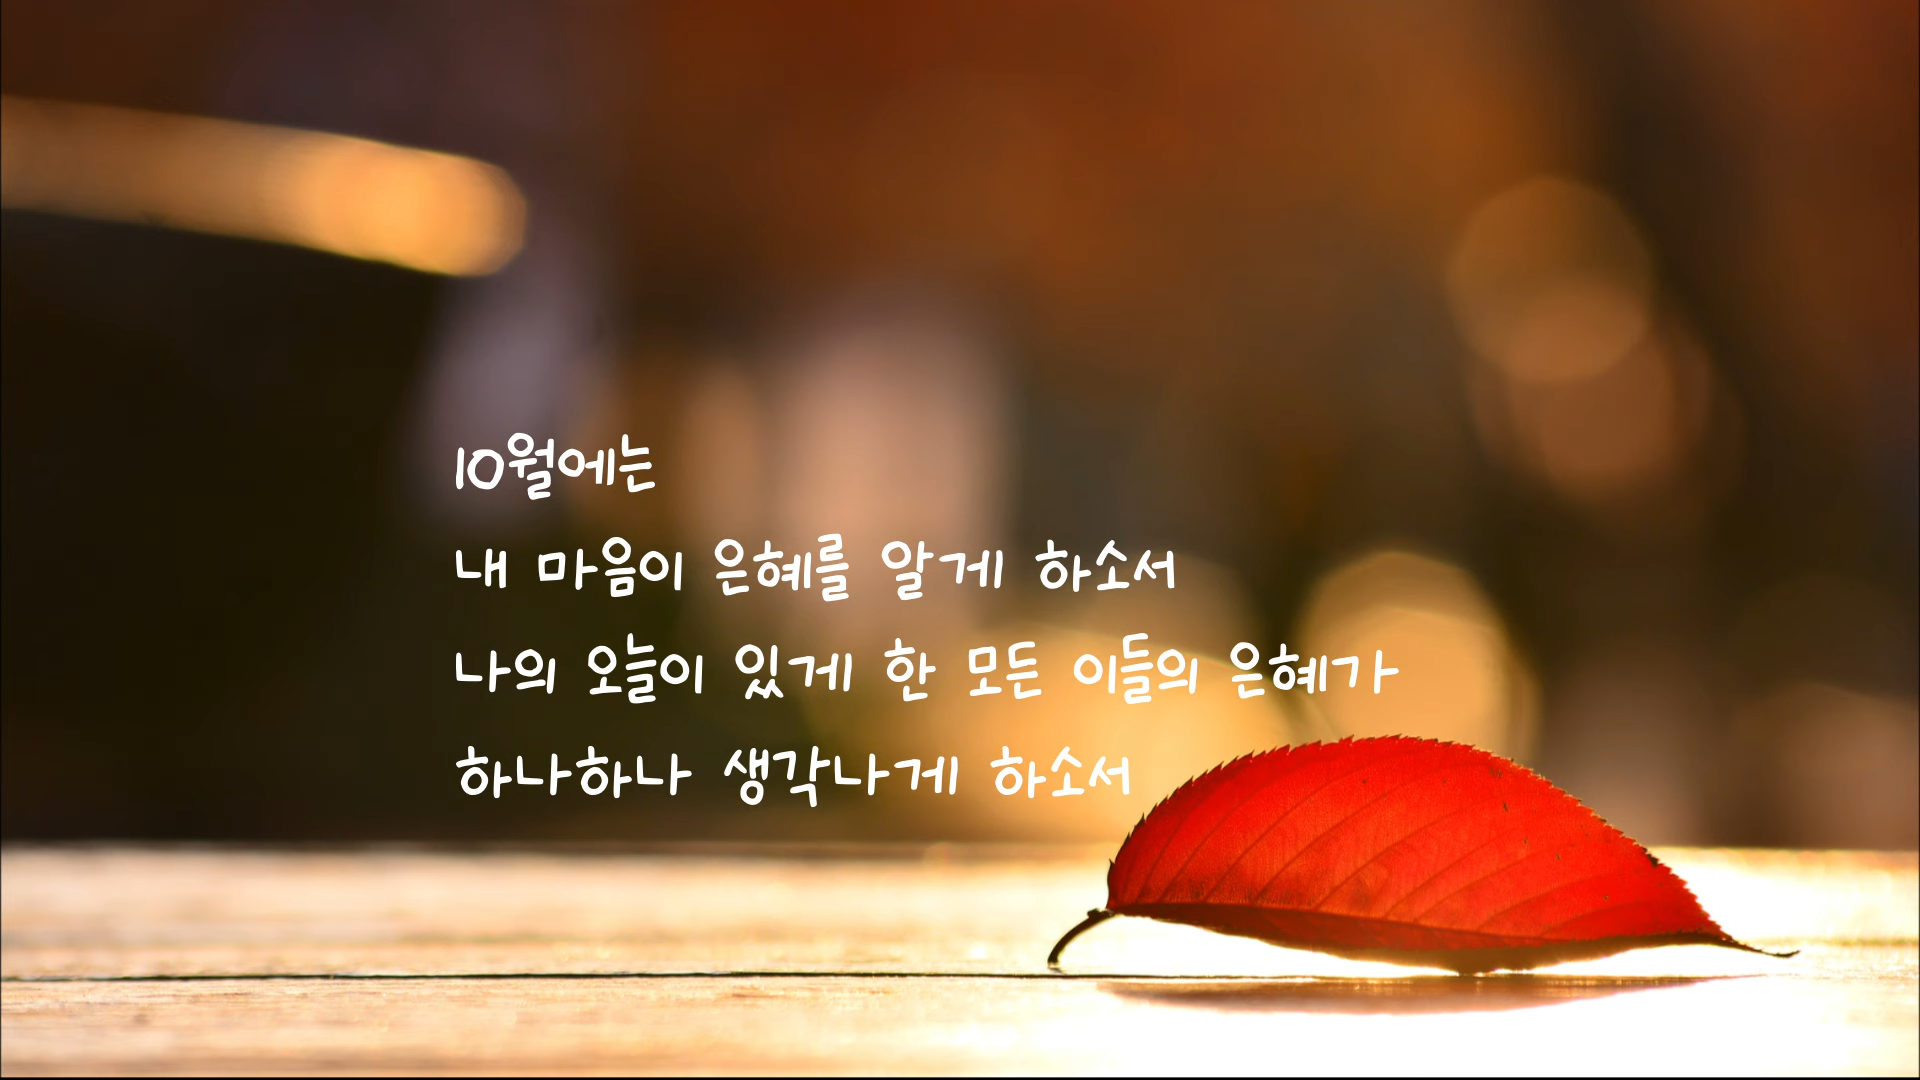 10월에는
내 마음이 은혜를 알게 하소서
나의 오늘이 있게 한 모든 이들의 은혜가
하나하나 생각나게 하소서